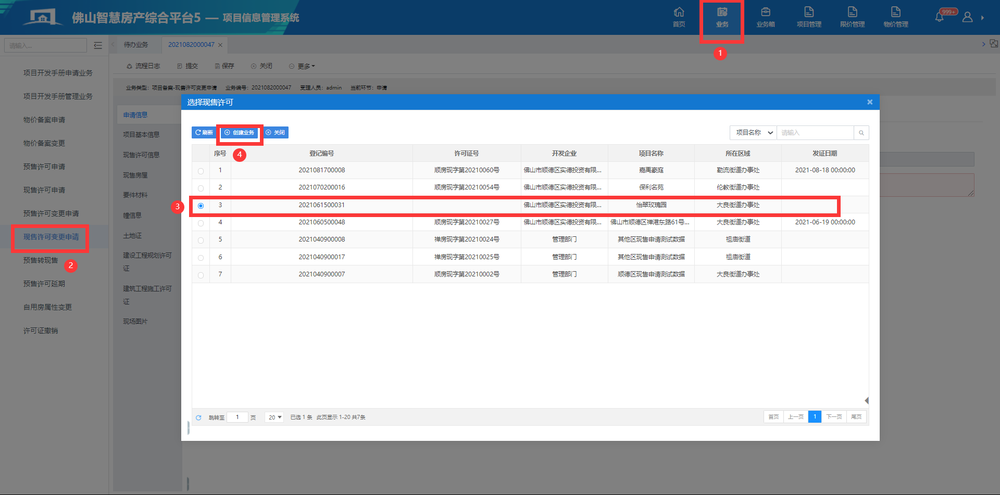 佛山智慧房产综合平台5 — 项目信息管理系统
首页
业务
业务箱
项目管理
限价管理
物价管理
999+
1
请输入...
待办业务
2021082000047
流程日志
提交
保存
关闭
更多
业务类型：项目备案-现售许可变更申请 业务编号：2021082000047 受理人员：admin 当前环节：申请
项目开发手册申请业务
项目开发手册管理业务
物价备案申请
物价备案变更
预售许可申请
现售许可申请
预售许可变更申请
现售许可变更申请
2
预售转现售
预售许可延期
自用房属性变更
许可证撤销
申请信息
项目基本信息
现售许可信息
现售房屋
要件材料
幢信息
土地证
建设工程规划许可证
建筑工程施工许可证
现场图片
选择现售许可
刷新
创建业务
关闭
4
项目名称
请输入
序号 登记编号 许可证号 开发企业 项目名称 所在区域 发证日期
1 2021081700008 顺房现字第20210060号 佛山市顺德区实德投资有限... 嘉禹豪庭 勒流街道办事处 2021-08-18 00:00:00
2 2021070200016 顺房现字第20210054号 佛山市顺德区实德投资有限... 保利名苑 伦教街道办事处
3
3 2021061500031 佛山市顺德区实德投资有限... 怡翠玫瑰园 大良街道办事处
4 2021060500048 顺房现字第20210027号 佛山市顺德区实德投资有限... 佛山市顺德区禅港东路61号... 大良街道办事处 2021-06-19 00:00:00
5 2021040900008 禅房现字第20210024号 管理部门 其他区现售申请测试数据 祖庙街道
6 2021040900017 禅房现字第20210025号 管理部门 其他区现售申请测试数据 祖庙街道
7 2021040900007 顺房现字第20210002号 管理部门 顺德区现售申请测试数据 大良街道办事处
跳转至 1 页 20 已选 1 条 此页显示 1-20 共7条
首页 上一页 1 下一页 尾页